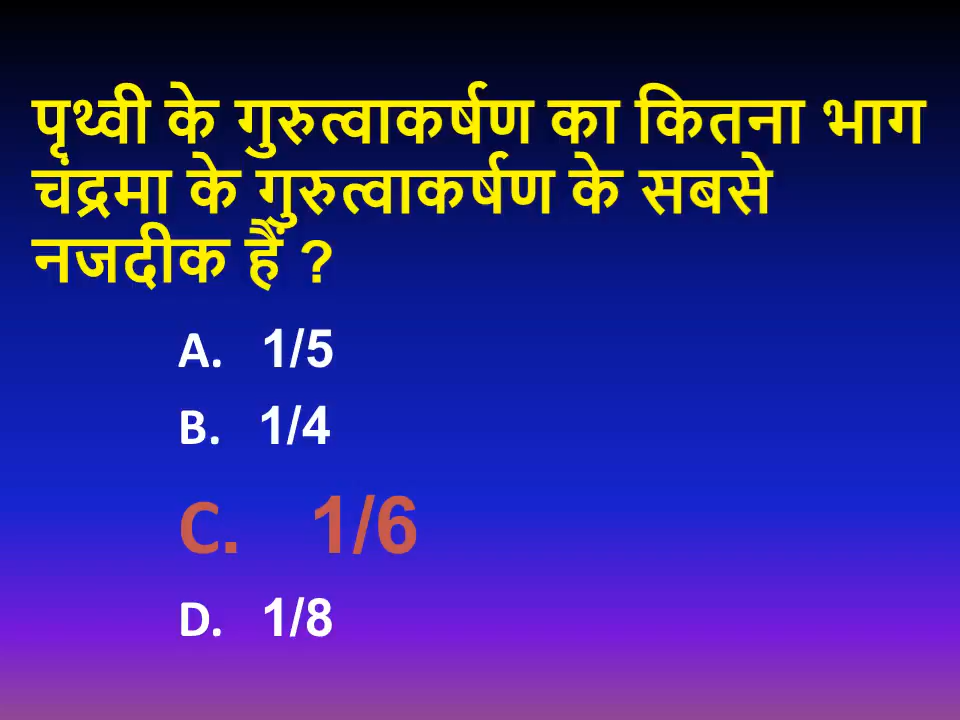 पृथ्वी के गुरुत्वाकर्षण का कितना भाग
चंद्रमा के गुरुत्वाकर्षण के सबसे
नजदीक हैं ?
A. 1/5
B. 1/4
C. 1/6
D. 1/8